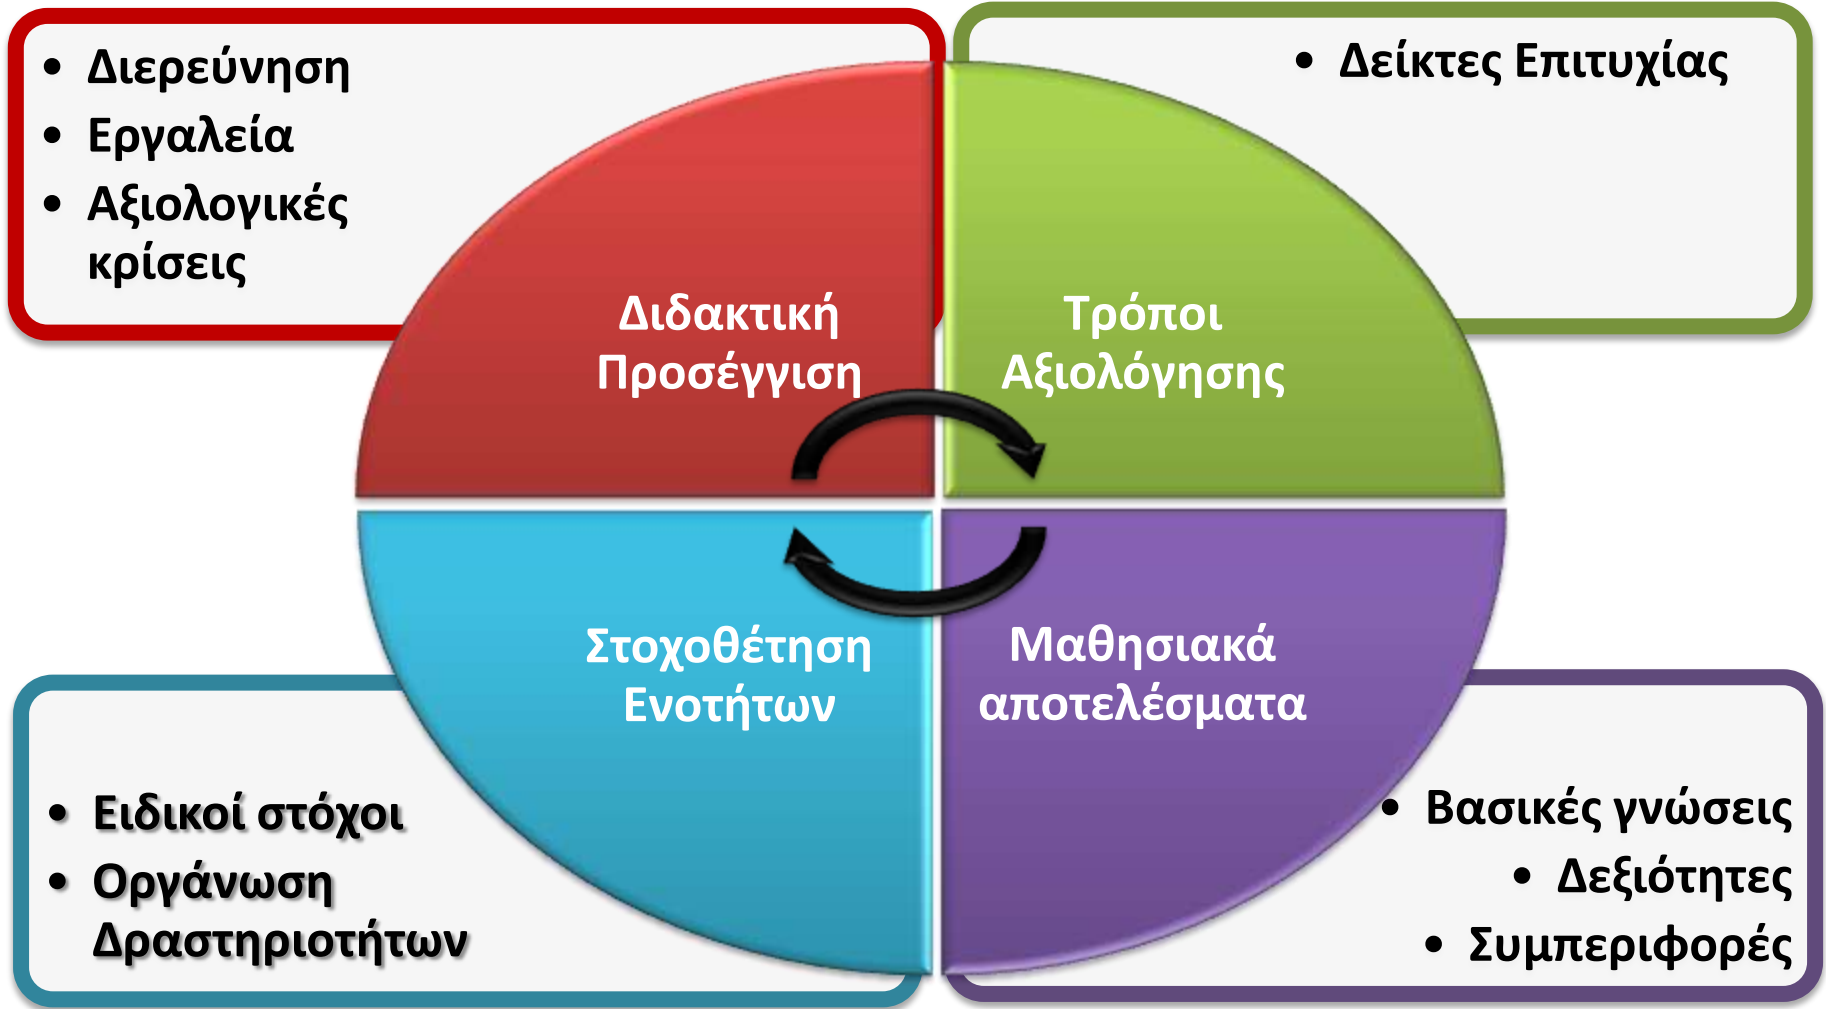 • Διερεύνηση
• Εργαλεία
• Αξιολογικές
κρίσεις
• Δείκτες Επιτυχίας
Διδακτική
Προσέγγιση
Τρόποι
Αξιολόγησης
Στοχοθέτηση
Ενοτήτων
Μαθησιακά
αποτελέσματα
• Ειδικοί στόχοι
• Οργάνωση
Δραστηριοτήτων
• Βασικές γνώσεις
• Δεξιότητες
• Συμπεριφορές